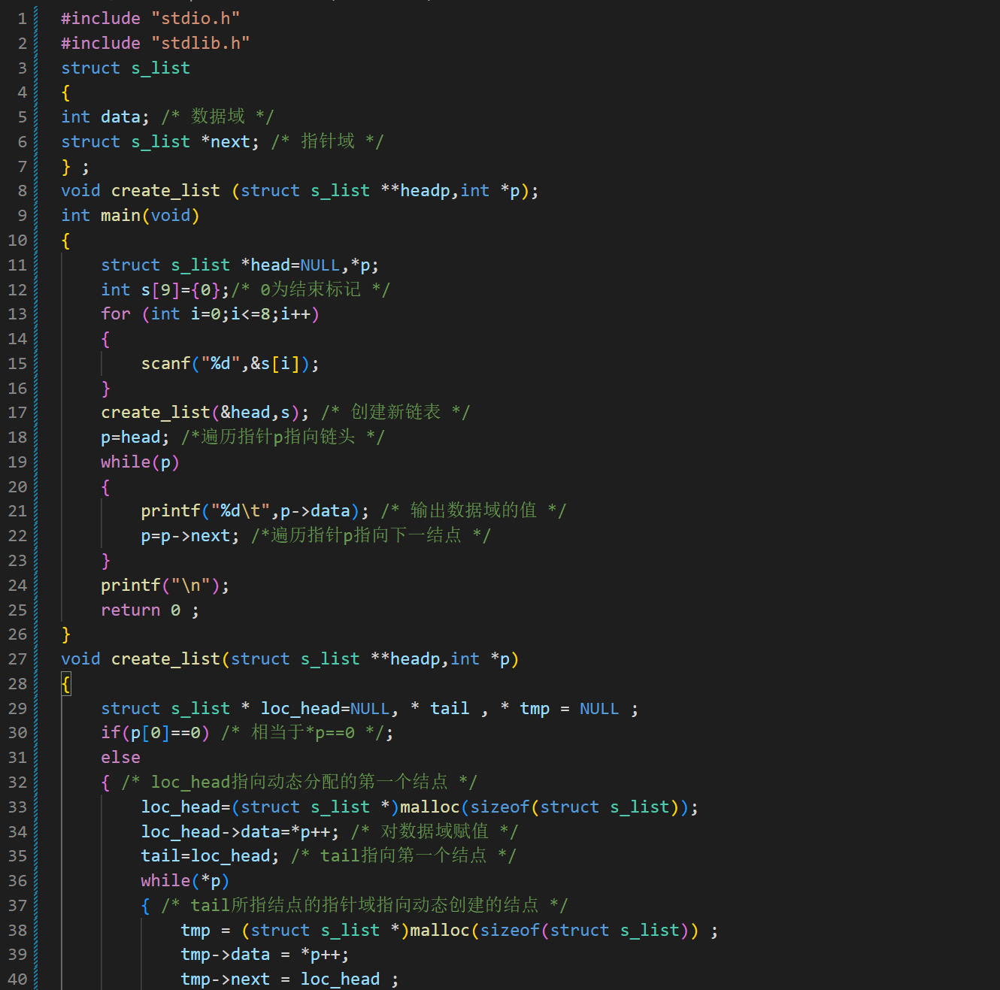 1 #include "stdio.h"
2 #include "stdlib.h"
3 struct s_list
4 {
5 int data; /* 数据域 */
6 struct s_list *next; /* 指针域 */
7 } ;
8 void create_list (struct s_list **headp,int *p);
9 int main(void)
10 {
11     struct s_list *head=NULL,*p;
12     int s[9]={0};/* 0为结束标记 */
13     for (int i=0;i<=8;i++)
14     {
15         scanf("%d",&s[i]);
16     }
17     create_list(&head,s); /* 创建新链表 */
18     p=head; /*遍历指针p指向链头 */
19     while(p)
20     {
21         printf("%d\t",p->data); /* 输出数据域的值 */
22         p=p->next; /*遍历指针p指向下一结点 */
23     }
24     printf("\n");
25     return 0 ;
26 }
27 void create_list(struct s_list **headp,int *p)
28 {
29     struct s_list * loc_head=NULL, * tail , * tmp = NULL ;
30     if(p[0]==0) /* 相当于*p==0 */;
31     else
32     { /* loc_head指向动态分配的第一个结点 */
33         loc_head=(struct s_list *)malloc(sizeof(struct s_list));
34         loc_head->data=*p++; /* 对数据域赋值 */
35         tail=loc_head; /* tail指向第一个结点 */
36         while(*p)
37         { /* tail所指结点的指针域指向动态创建的结点 */
38             tmp = (struct s_list *)malloc(sizeof(struct s_list)) ;
39             tmp->data = *p++;
40             tmp->next = loc_head ;